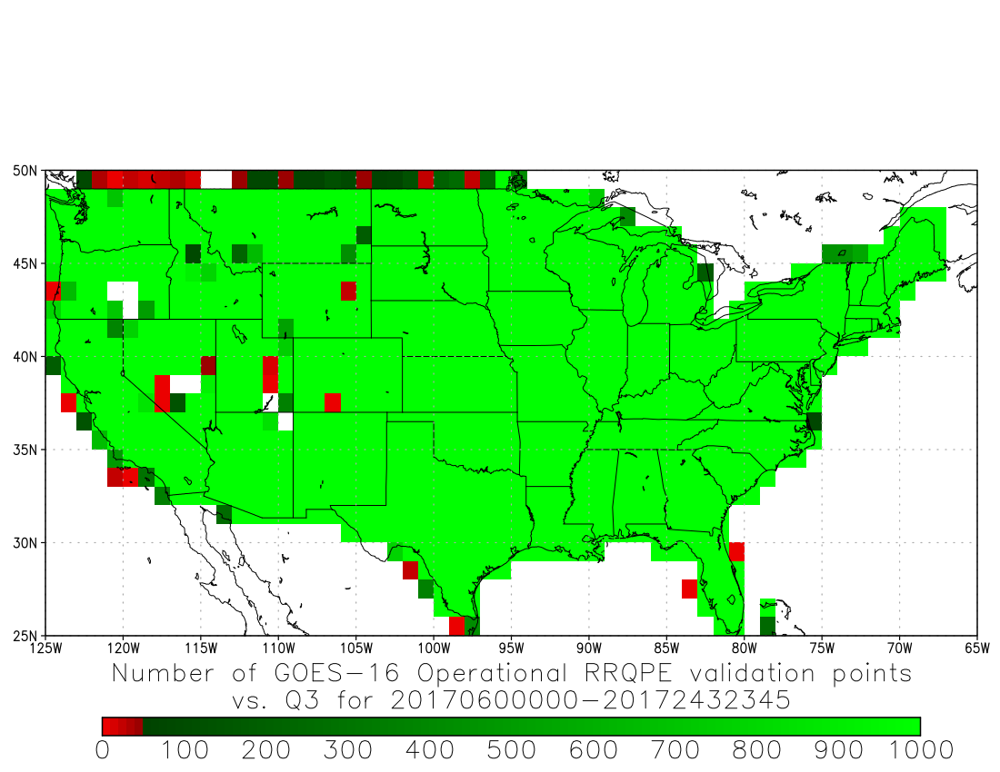 50N
45N
40N
35N
30N
25N
125W 120W 115W 110W 105W 100W 95W 90W 85W 80W 75W 70W 65W
Number of GOES-16 Operational RRQPE validation points
vs. Q3 for 20170600000-20172432345
0 100 200 300 400 500 600 700 800 900 1000